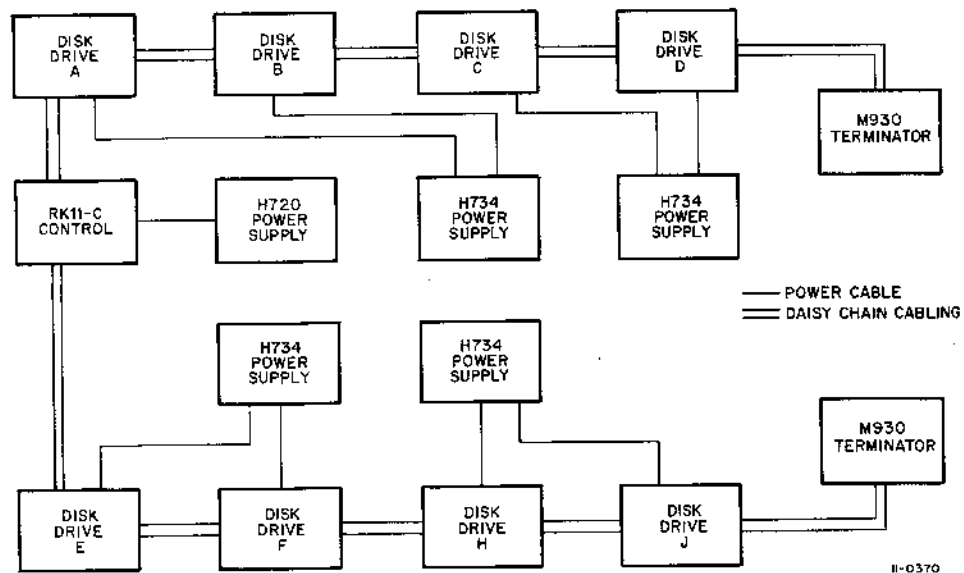 DISK
DRIVE
A
DISK
DRIVE
B
DISK
DRIVE
C
DISK
DRIVE
D
M930
TERMINATOR
RK11-C
CONTROL
H720
POWER
SUPPLY
H734
POWER
SUPPLY
H734
POWER
SUPPLY
POWER CABLE
DAISY CHAIN CABLING
H734
POWER
SUPPLY
H734
POWER
SUPPLY
M930
TERMINATOR
DISK
DRIVE
E
DISK
DRIVE
F
DISK
DRIVE
H
DISK
DRIVE
J
11-0370